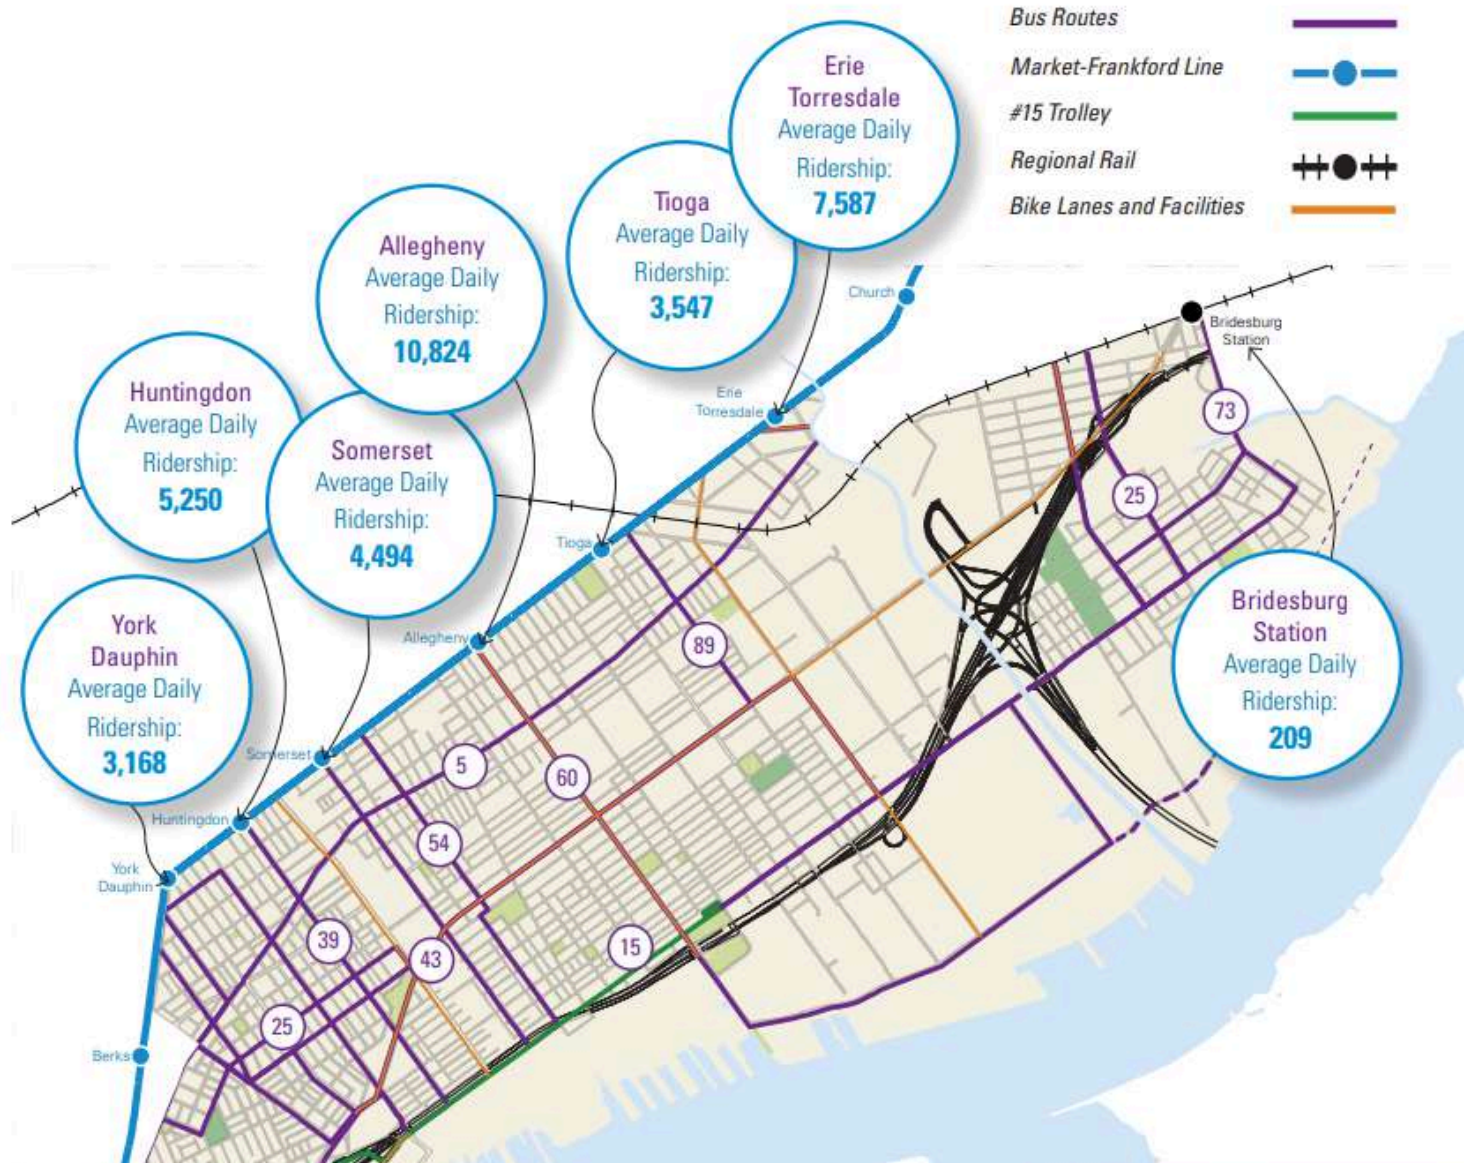 Bus Routes
Market-Frankford Line
#15 Trolley
Regional Rail
Bike Lanes and Facilities
Erie
Torresdale
Average Daily
Ridership:
7,587
Tioga
Average Daily
Ridership:
3,547
Allegheny
Average Daily
Ridership:
10,824
Huntingdon
Average Daily
Ridership:
5,250
Somerset
Average Daily
Ridership:
4,494
York
Dauphin
Average Daily
Ridership:
3,168
Bridesburg
Station
Average Daily
Ridership:
209
Church
Bridesburg
Station
Erie
Torresdale
73
25
Tioga
Allegheny
89
Somerset
5
60
Huntingdon
54
York
Dauphin
39
43
15
25
Berks